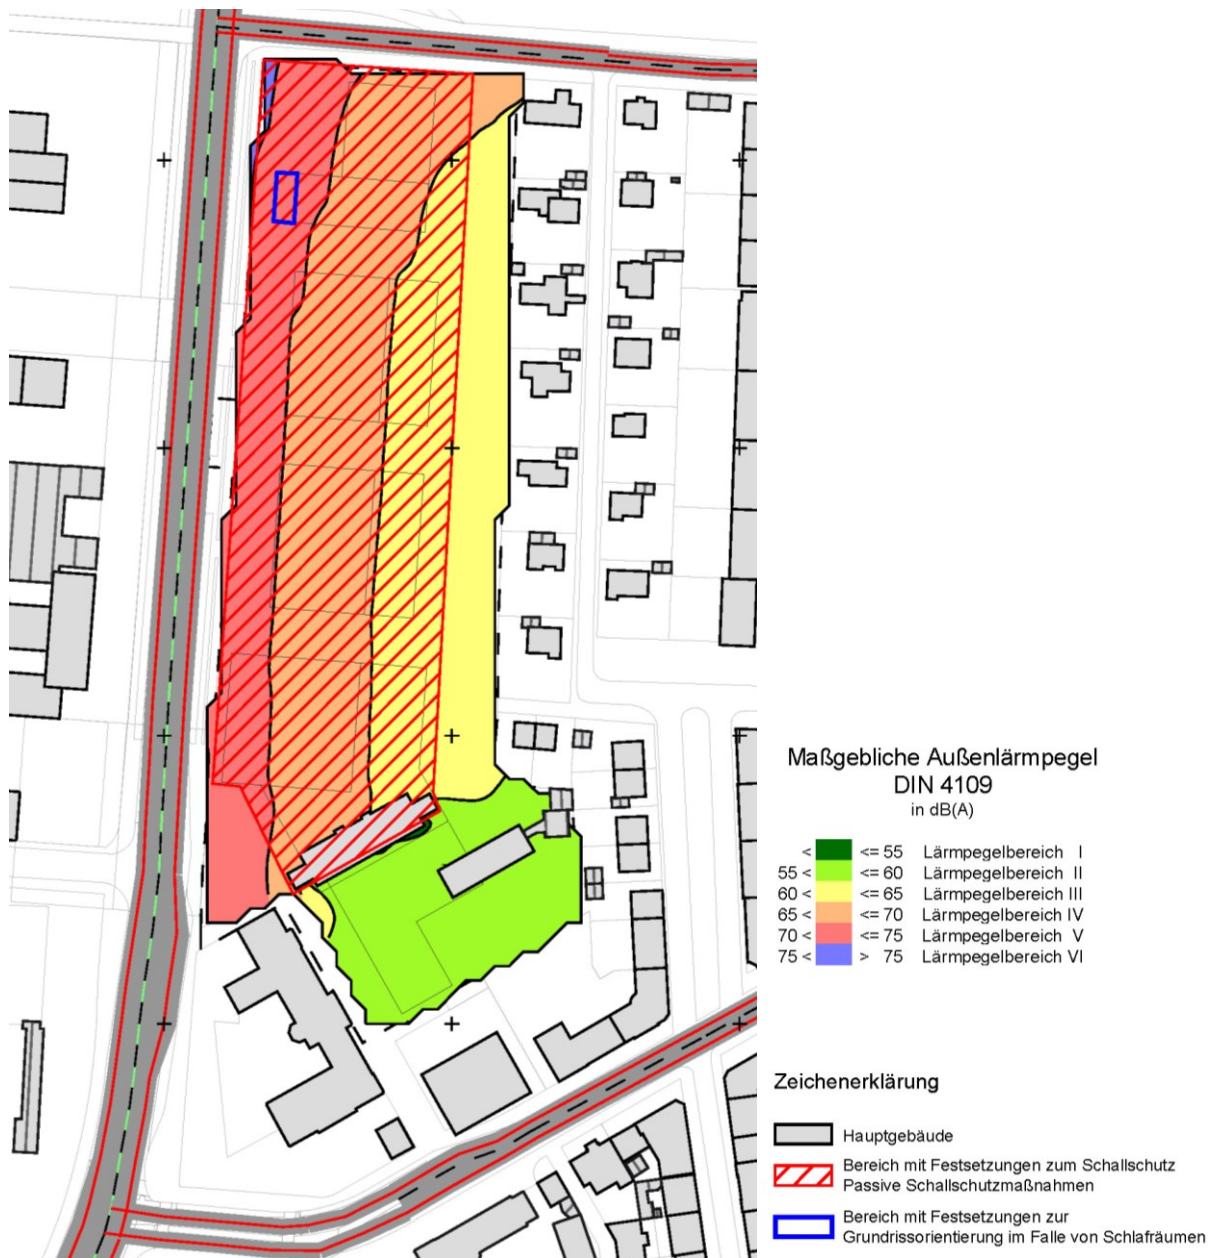 Maßgebliche Außenlärmpegel
DIN 4109
in dB(A)
< <= 55 Lärmpegelbereich I
55 < <= 60 Lärmpegelbereich II
60 < <= 65 Lärmpegelbereich III
65 < <= 70 Lärmpegelbereich IV
70 < <= 75 Lärmpegelbereich V
75 < > 75 Lärmpegelbereich VI
Zeichenerklärung
Hauptgebäude
Bereich mit Festsetzungen zum Schallschutz
Passive Schallschutzmaßnahmen
Bereich mit Festsetzungen zur
Grundrissorientierung im Falle von Schlafräumen